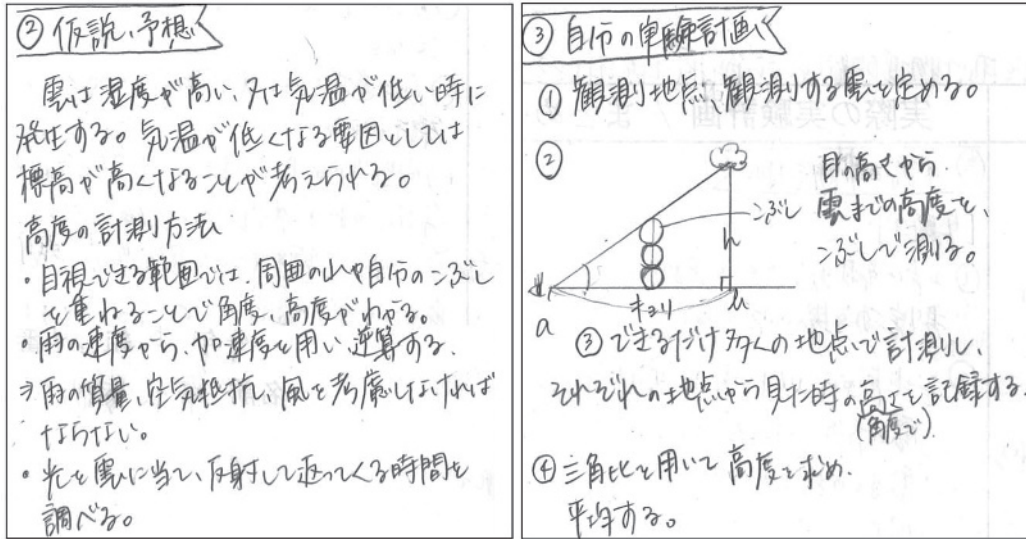 ② 仮説、予想
雲は湿度が高い、又は気温が低い時に
発生する。気温が低くなる要因としては
標高が高くなることが考えられる。
高度の計測方法
・目視できる範囲では、周囲の山や自分のこぶし
を重ねることで角度、高度がわかる。
・雨の速度から、加速度を用い、逆算する。
⇒雨の質量、空気抵抗、風を考慮しなければ
ならない。
・光を雲に当て、反射して返ってくる時間を
調べる。
③ 自分の実験計画
① 観測地点、観測する雲を定める。
②
目の高さから
雲までの高度を、
こぶしで測る。
こぶし
h
キョリ
a
③ できるだけ多くの地点で計測し、
それぞれの地点から見た時の高さを記録する。
(角度で)
④ 三角比を用いて高度を求め、
平均する。